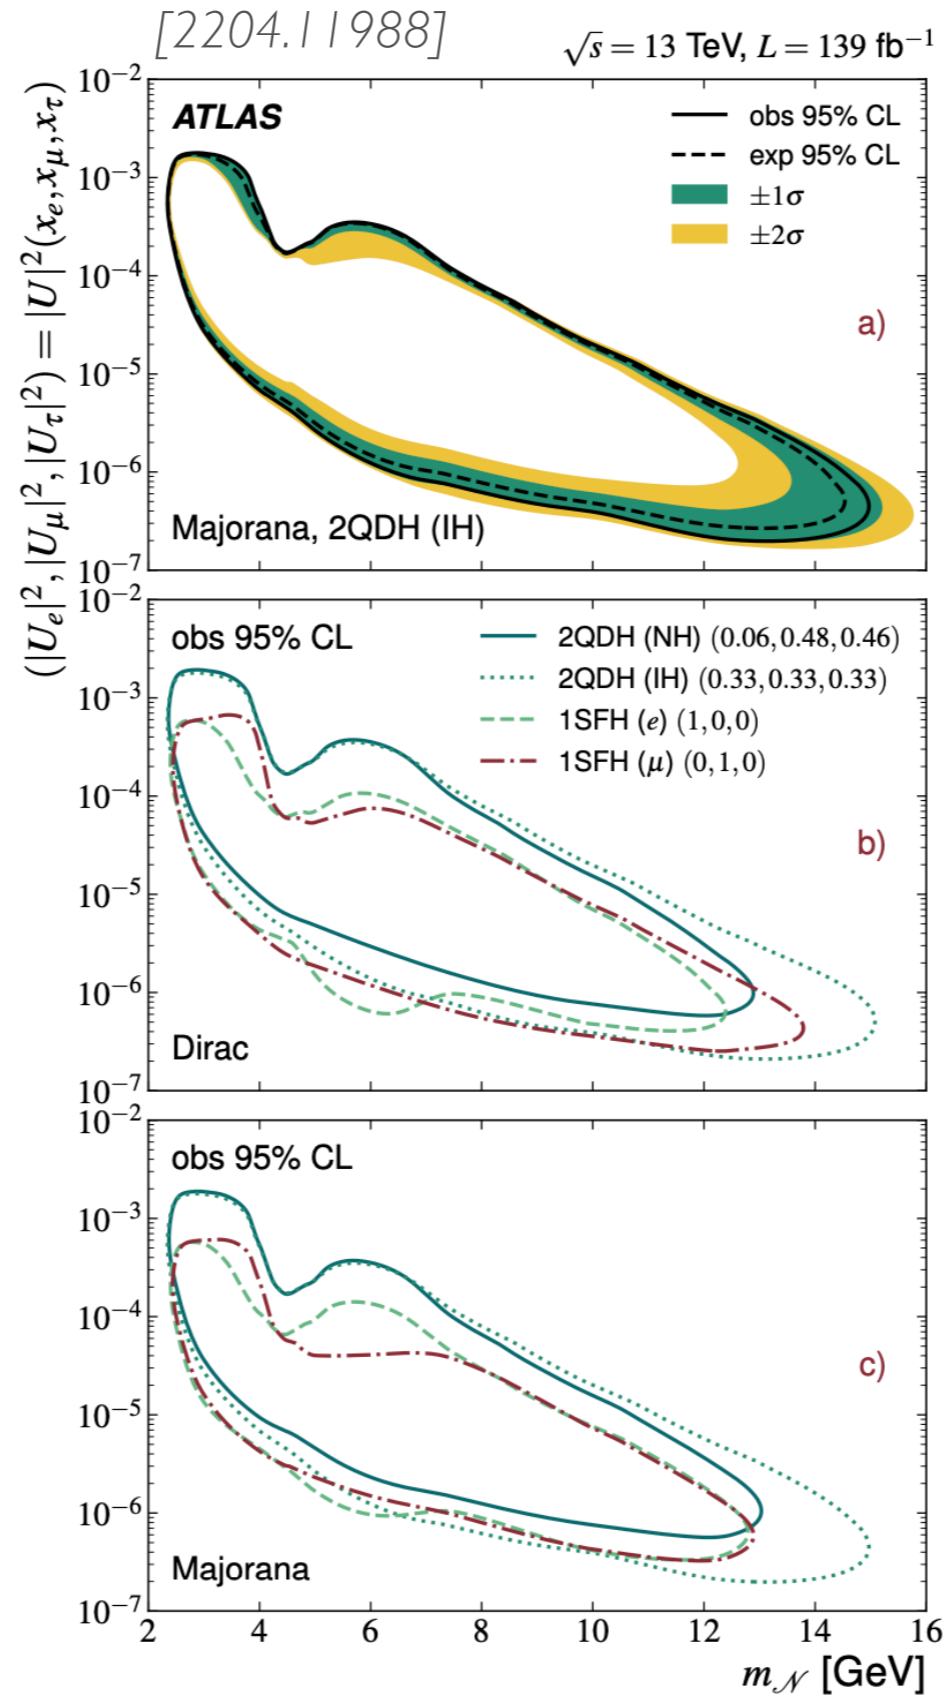 [2204.11988]
√s = 13 TeV, L = 139 fb⁻¹
(|U_e|², |U_μ|², |U_τ|²) = |U|²(x_e, x_μ, x_τ)
10⁻²
10⁻³
10⁻⁴
10⁻⁵
10⁻⁶
10⁻⁷
ATLAS
obs 95% CL
exp 95% CL
±1σ
±2σ
a)
Majorana, 2QDH (IH)
10⁻²
10⁻³
10⁻⁴
10⁻⁵
10⁻⁶
10⁻⁷
obs 95% CL
2QDH (NH) (0.06, 0.48, 0.46)
2QDH (IH) (0.33, 0.33, 0.33)
1SFH (e) (1, 0, 0)
1SFH (μ) (0, 1, 0)
b)
Dirac
10⁻²
10⁻³
10⁻⁴
10⁻⁵
10⁻⁶
10⁻⁷
obs 95% CL
c)
Majorana
2 4 6 8 10 12 14 16
m_𝒩 [GeV]